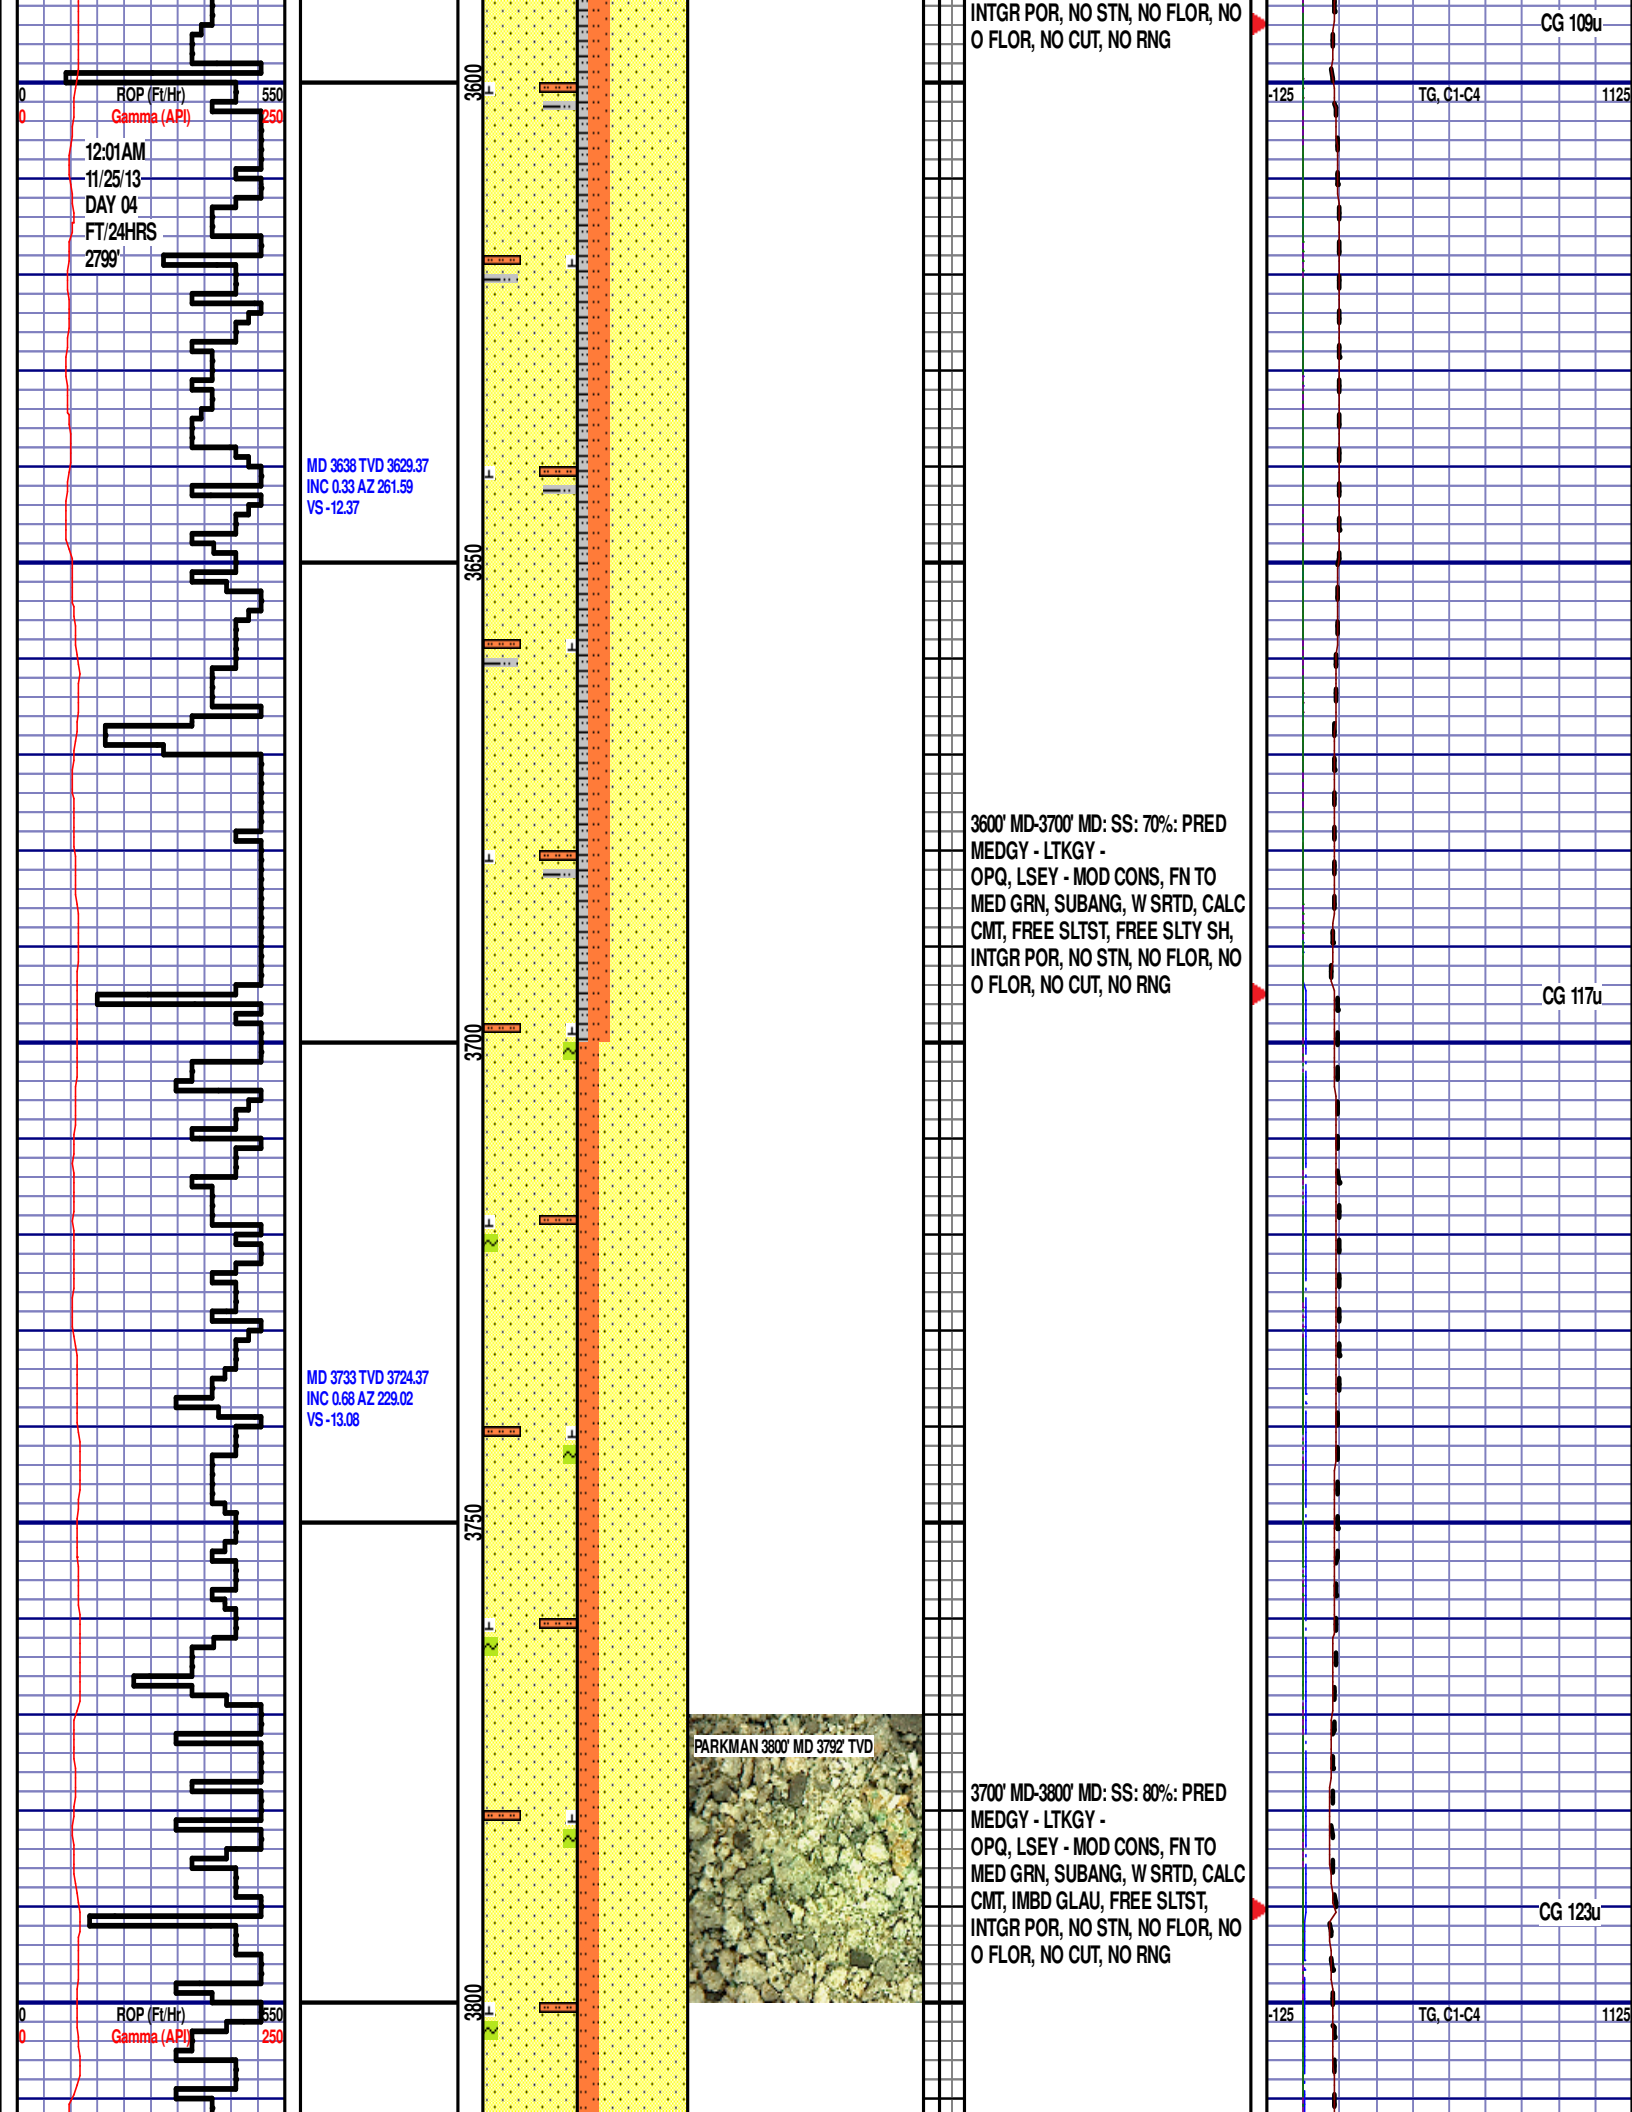 INTGR POR, NO STN, NO FLOR, NO
O FLOR, NO CUT, NO RNG
CG 109u
3600
0 ROP (Ft/Hr) 550
0 Gamma (API) 250
-125 TG, C1-C4 1125
12:01AM
11/25/13
DAY 04
FT/24HRS
2799'
MD 3638 TVD 3629.37
INC 0.33 AZ 261.59
VS -12.37
3650
3600' MD-3700' MD: SS: 70%: PRED
MEDGY - LTKGY -
OPQ, LSEY - MOD CONS, FN TO
MED GRN, SUBANG, W SRTD, CALC
CMT, FREE SLTST, FREE SLTY SH,
INTGR POR, NO STN, NO FLOR, NO
O FLOR, NO CUT, NO RNG
CG 117u
3700
MD 3733 TVD 3724.37
INC 0.68 AZ 229.02
VS -13.08
3750
PARKMAN 3800' MD 3792' TVD
3700' MD-3800' MD: SS: 80%: PRED
MEDGY - LTKGY -
OPQ, LSEY - MOD CONS, FN TO
MED GRN, SUBANG, W SRTD, CALC
CMT, IMBD GLAU, FREE SLTST,
INTGR POR, NO STN, NO FLOR, NO
O FLOR, NO CUT, NO RNG
CG 123u
3800
0 ROP (Ft/Hr) 550
0 Gamma (API) 250
-125 TG, C1-C4 1125